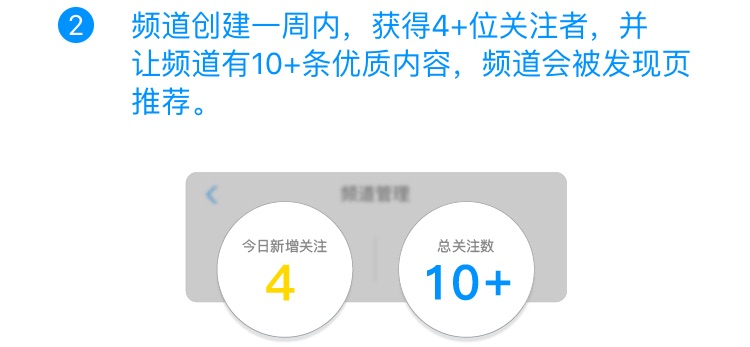 2
频道创建一周内，获得4+位关注者，并
让频道有10+条优质内容，频道会被发现页
推荐。
频道管理
今日新增关注
总关注数
4
10+